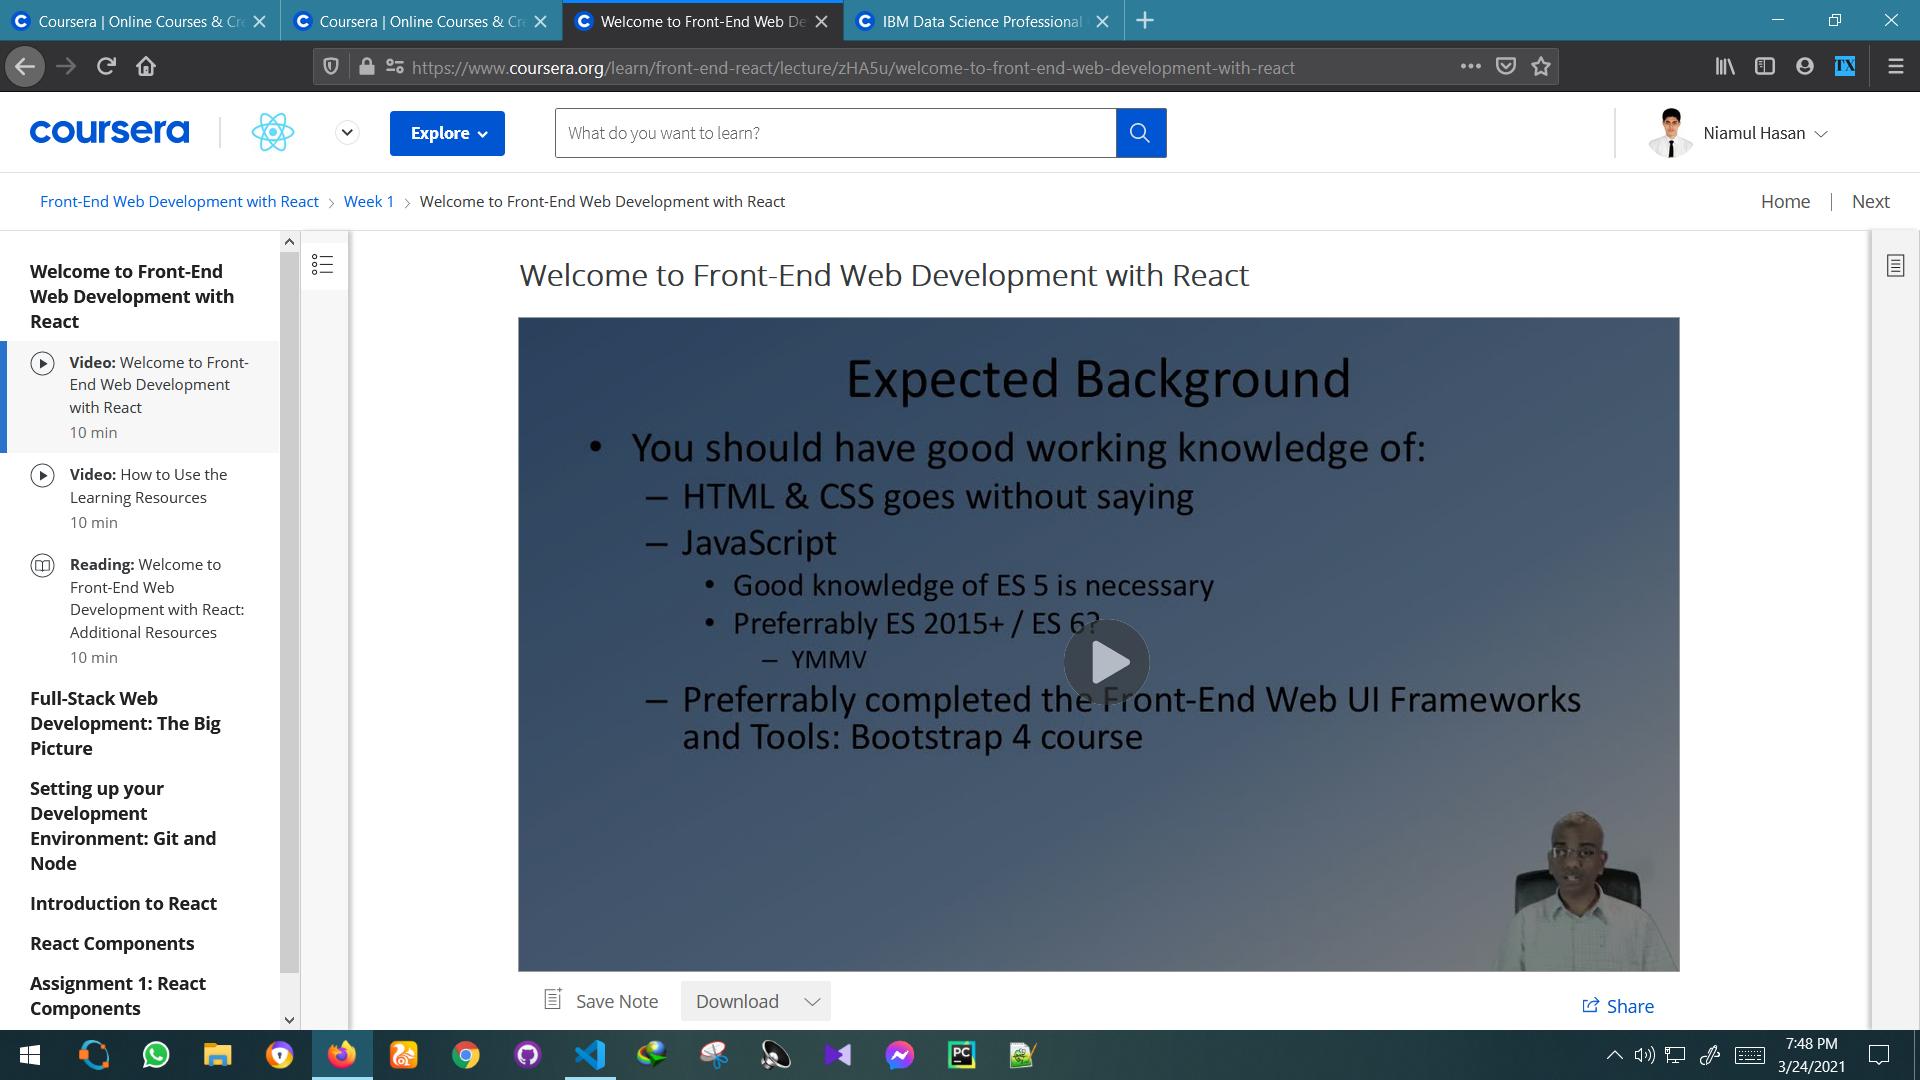 Coursera | Online Courses & Cre
Coursera | Online Courses & Cre
Welcome to Front-End Web De
IBM Data Science Professional
https://www.coursera.org/learn/front-end-react/lecture/zHA5u/welcome-to-front-end-web-development-with-react
TX
coursera
Explore
What do you want to learn?
Niamul Hasan
Front-End Web Development with React > Week 1 > Welcome to Front-End Web Development with React
Home | Next
Welcome to Front-End
Web Development with
React
Video: Welcome to Front-
End Web Development
with React
10 min
Video: How to Use the
Learning Resources
10 min
Reading: Welcome to
Front-End Web
Development with React:
Additional Resources
10 min
Full-Stack Web
Development: The Big
Picture
Setting up your
Development
Environment: Git and
Node
Introduction to React
React Components
Assignment 1: React
Components
Welcome to Front-End Web Development with React
Expected Background
• You should have good working knowledge of:
– HTML & CSS goes without saying
– JavaScript
• Good knowledge of ES 5 is necessary
• Preferrably ES 2015+ / ES 6?
– YMMV
– Preferrably completed the Front-End Web UI Frameworks
and Tools: Bootstrap 4 course
Save Note
Download
Share
PC
7:48 PM
3/24/2021